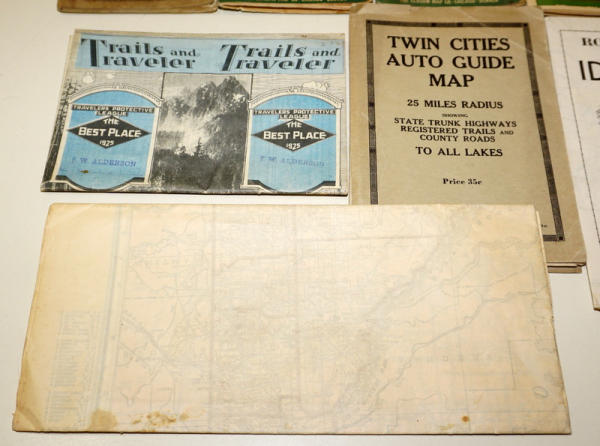 Trails and Traveler
Trails and Traveler
TRAVELERS PROTECTIVE LEAGUE
THE
BEST PLACE
1925
F. W. ALDERSON
TRAVELERS PROTECTIVE LEAGUE
THE
BEST PLACE
1925
F. W. ALDERSON
TWIN CITIES
AUTO GUIDE
MAP
25 MILES RADIUS
SHOWING
STATE TRUNK HIGHWAYS
REGISTERED TRAILS AND
COUNTY ROADS
TO ALL LAKES
Price 35c
RO
ID